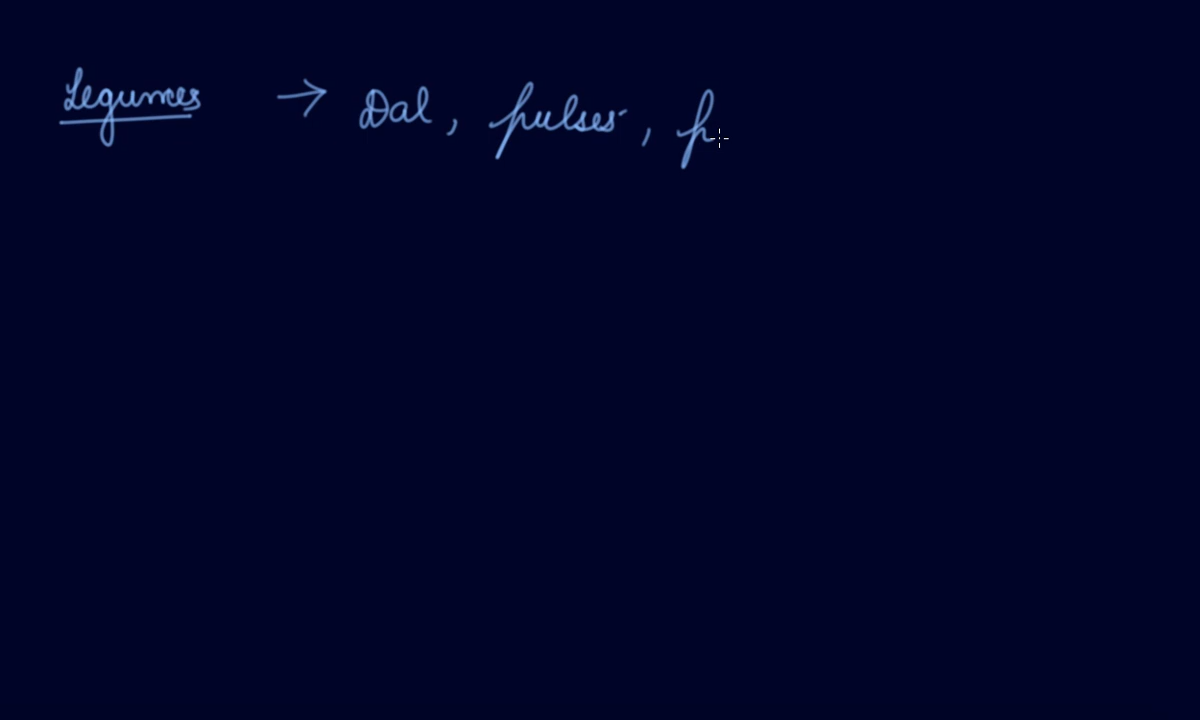 Legumes → Dal, pulses, p